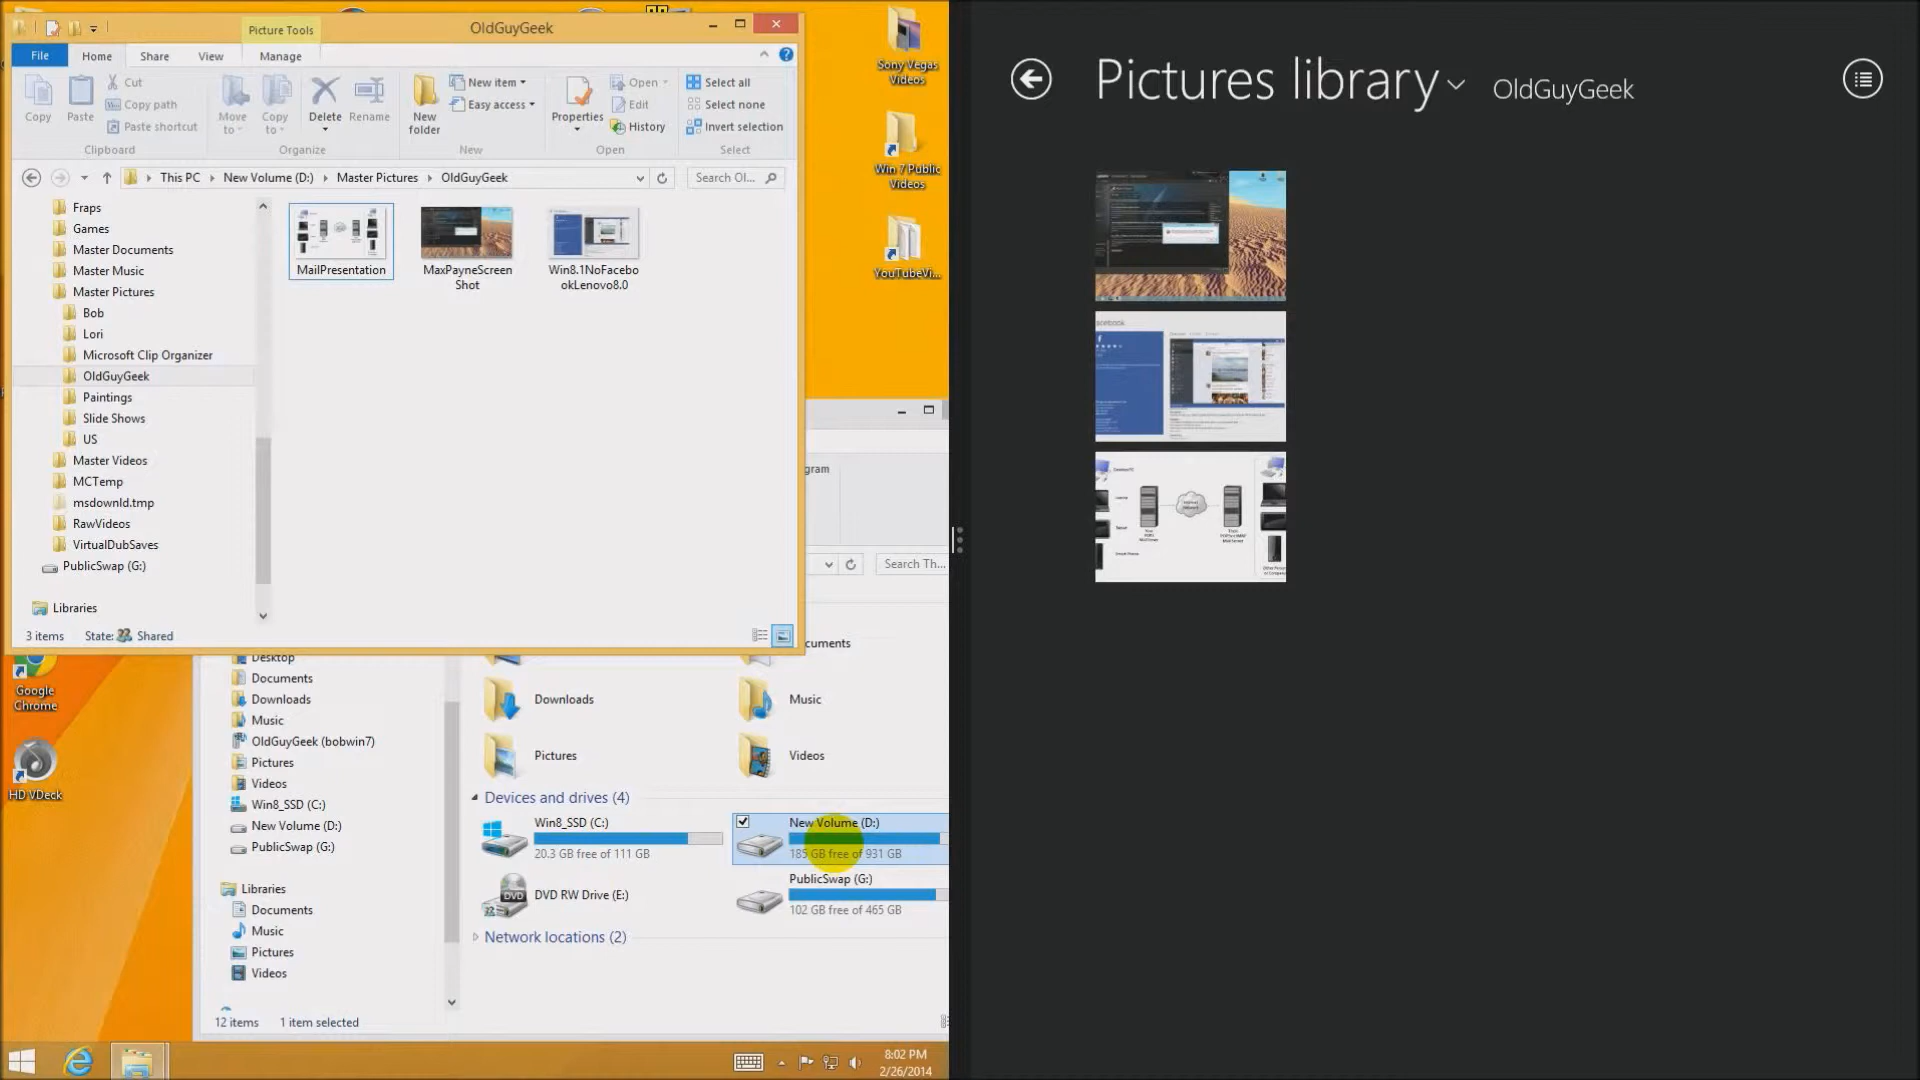 Picture Tools
OldGuyGeek
File
Home
Share
View
Manage
Copy
Paste
Cut
Copy path
Paste shortcut
Clipboard
Move to
Copy to
Delete
Rename
Organize
New folder
New item
Easy access
New
Properties
Open
Edit
History
Open
Select all
Select none
Invert selection
Select
This PC
New Volume (D:)
Master Pictures
OldGuyGeek
Search Ol...
Fraps
Games
Master Documents
Master Music
Master Pictures
Bob
Lori
Microsoft Clip Organizer
OldGuyGeek
Paintings
Slide Shows
US
Master Videos
MCTemp
msdownld.tmp
RawVideos
VirtualDubSaves
PublicSwap (G:)
Libraries
MailPresentation
MaxPayneScreen
Shot
Win8.1NoFacebo
okLenovo8.0
3 items
State:
Shared
Sony Vegas
Videos
Win 7 Public
Videos
YouTubeVi...
gram
Search Th...
cuments
Google
Chrome
HD VDeck
Desktop
Documents
Downloads
Music
OldGuyGeek (bobwin7)
Pictures
Videos
Win8_SSD (C:)
New Volume (D:)
PublicSwap (G:)
Libraries
Documents
Music
Pictures
Videos
Downloads
Music
Pictures
Videos
Devices and drives (4)
Win8_SSD (C:)
20.3 GB free of 111 GB
New Volume (D:)
185 GB free of 931 GB
DVD RW Drive (E:)
PublicSwap (G:)
102 GB free of 465 GB
Network locations (2)
12 items
1 item selected
8:02 PM
2/26/2014
Pictures library
OldGuyGeek